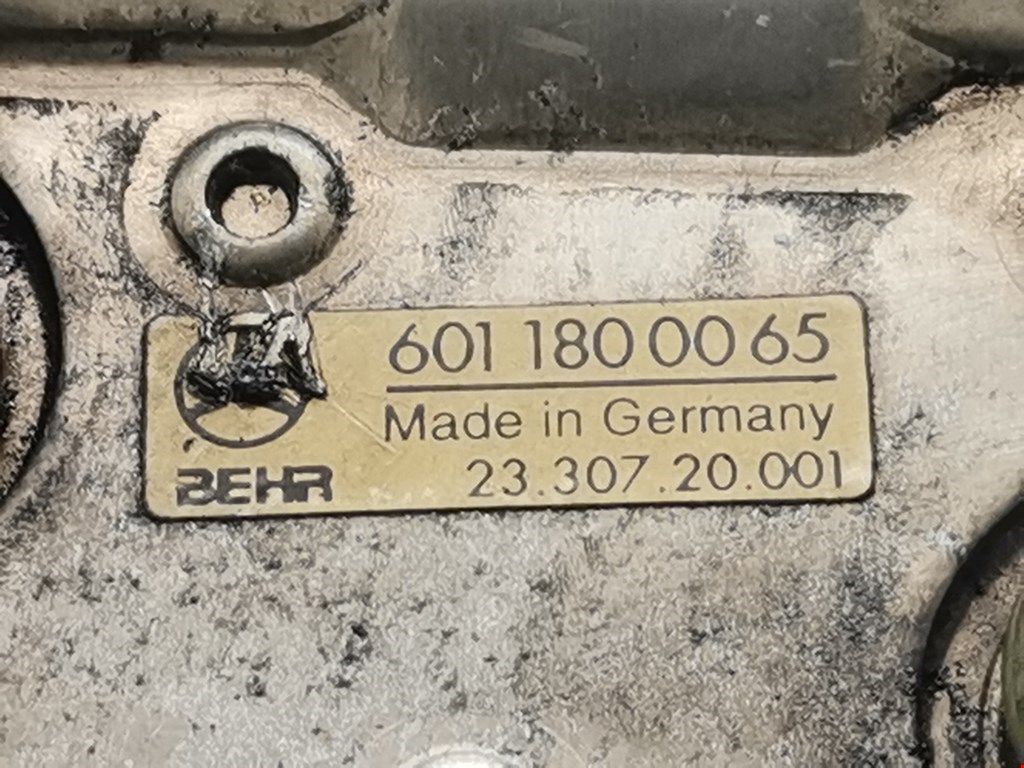 601 180 00 65
Made in Germany
BEHR
23.307.20.001